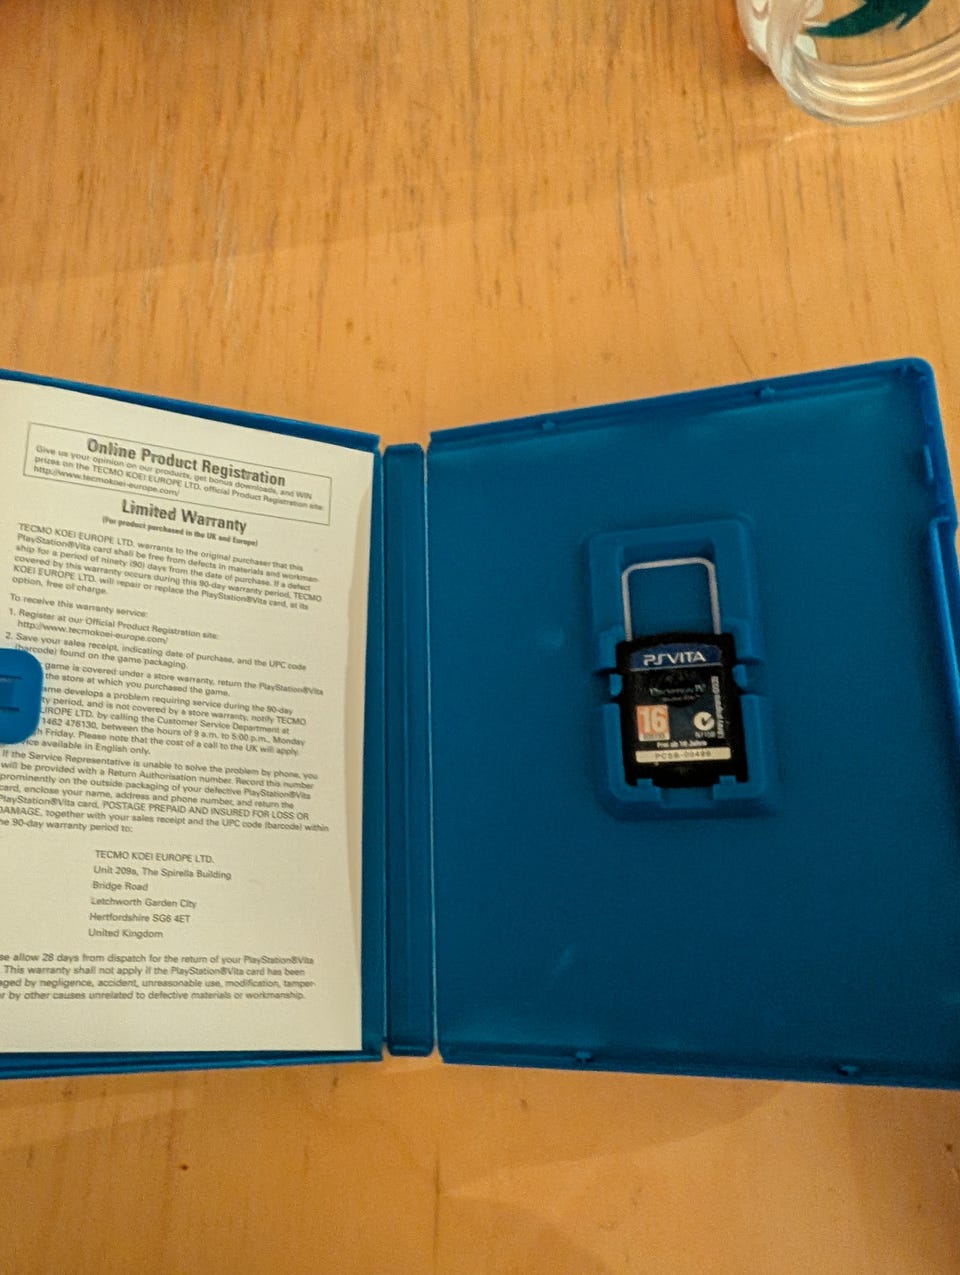 Online Product Registration
Give us your opinion on our products, get bonus downloads, and WIN
prizes on the TECMO KOEI EUROPE LTD. official Product Registration site:
http://www.tecmokoei-europe.com/
Limited Warranty
(For product purchased in the UK and Europe)
TECMO KOEI EUROPE LTD. warrants to the original purchaser that this
PlayStation®Vita card shall be free from defects in materials and workman-
ship for a period of ninety (90) days from the date of purchase. If a defect
covered by this warranty occurs during this 90-day warranty period, TECMO
KOEI EUROPE LTD. will repair or replace the PlayStation®Vita card, at its
option, free of charge.
To receive this warranty service:
1. Register at our Official Product Registration site:
http://www.tecmokoei-europe.com/
2. Save your sales receipt, indicating date of purchase, and the UPC code
(barcode) found on the game packaging.
game is covered under a store warranty, return the PlayStation®Vita
the store at which you purchased the game.
ame develops a problem requiring service during the 90-day
ty period, and is not covered by a store warranty, notify TECMO
UROPE LTD. by calling the Customer Service Department at
1462 476130, between the hours of 9 a.m. to 5:00 p.m., Monday
h Friday. Please note that the cost of a call to the UK will apply.
ice available in English only.
If the Service Representative is unable to solve the problem by phone, you
will be provided with a Return Authorisation number. Record this number
prominently on the outside packaging of your defective PlayStation®Vita
card, enclose your name, address and phone number, and return the
PlayStation®Vita card, POSTAGE PREPAID AND INSURED FOR LOSS OR
DAMAGE, together with your sales receipt and the UPC code (barcode) within
he 90-day warranty period to:
TECMO KOEI EUROPE LTD.
Unit 209a, The Spirella Building
Bridge Road
Letchworth Garden City
Hertfordshire SG6 4ET
United Kingdom
se allow 28 days from dispatch for the return of your PlayStation®Vita
This warranty shall not apply if the PlayStation®Vita card has been
aged by negligence, accident, unreasonable use, modification, tamper-
r by other causes unrelated to defective materials or workmanship.
PSVITA
16
PCSB-00496